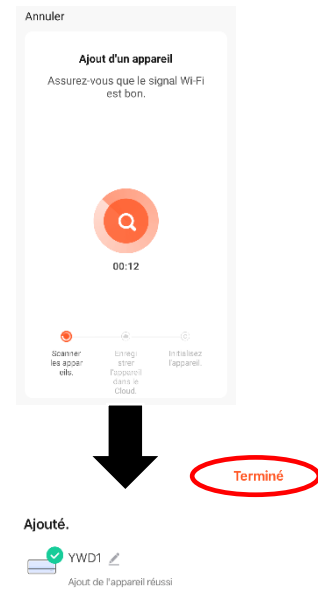 Annuler
Ajout d'un appareil
Assurez-vous que le signal Wi-Fi
est bon.
00:12
Scanner
les appar
eils.
Enregi
strer
l'appareil
dans le
Cloud.
Initialisez
l'appareil.
Terminé
Ajouté.
YWD1
Ajout de l'appareil réussi